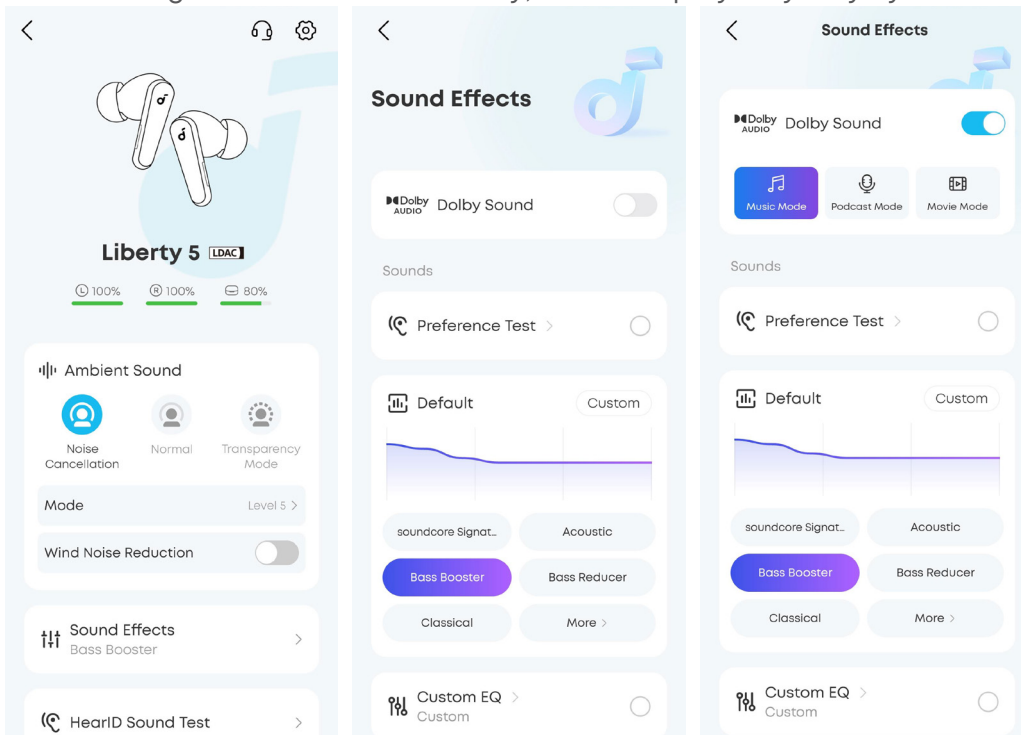 Liberty 5 LDAC
L 100%
R 100%
80%
Ambient Sound
Noise Cancellation
Normal
Transparency Mode
Mode
Level 5 >
Wind Noise Reduction
Sound Effects
Bass Booster
HearID Sound Test
Sound Effects
Dolby AUDIO Dolby Sound
Sounds
Preference Test >
Default
Custom
soundcore Signat...
Acoustic
Bass Booster
Bass Reducer
Classical
More >
Custom EQ >
Custom
Sound Effects
Dolby AUDIO Dolby Sound
Music Mode
Podcast Mode
Movie Mode
Sounds
Preference Test >
Default
Custom
soundcore Signat...
Acoustic
Bass Booster
Bass Reducer
Classical
More >
Custom EQ >
Custom